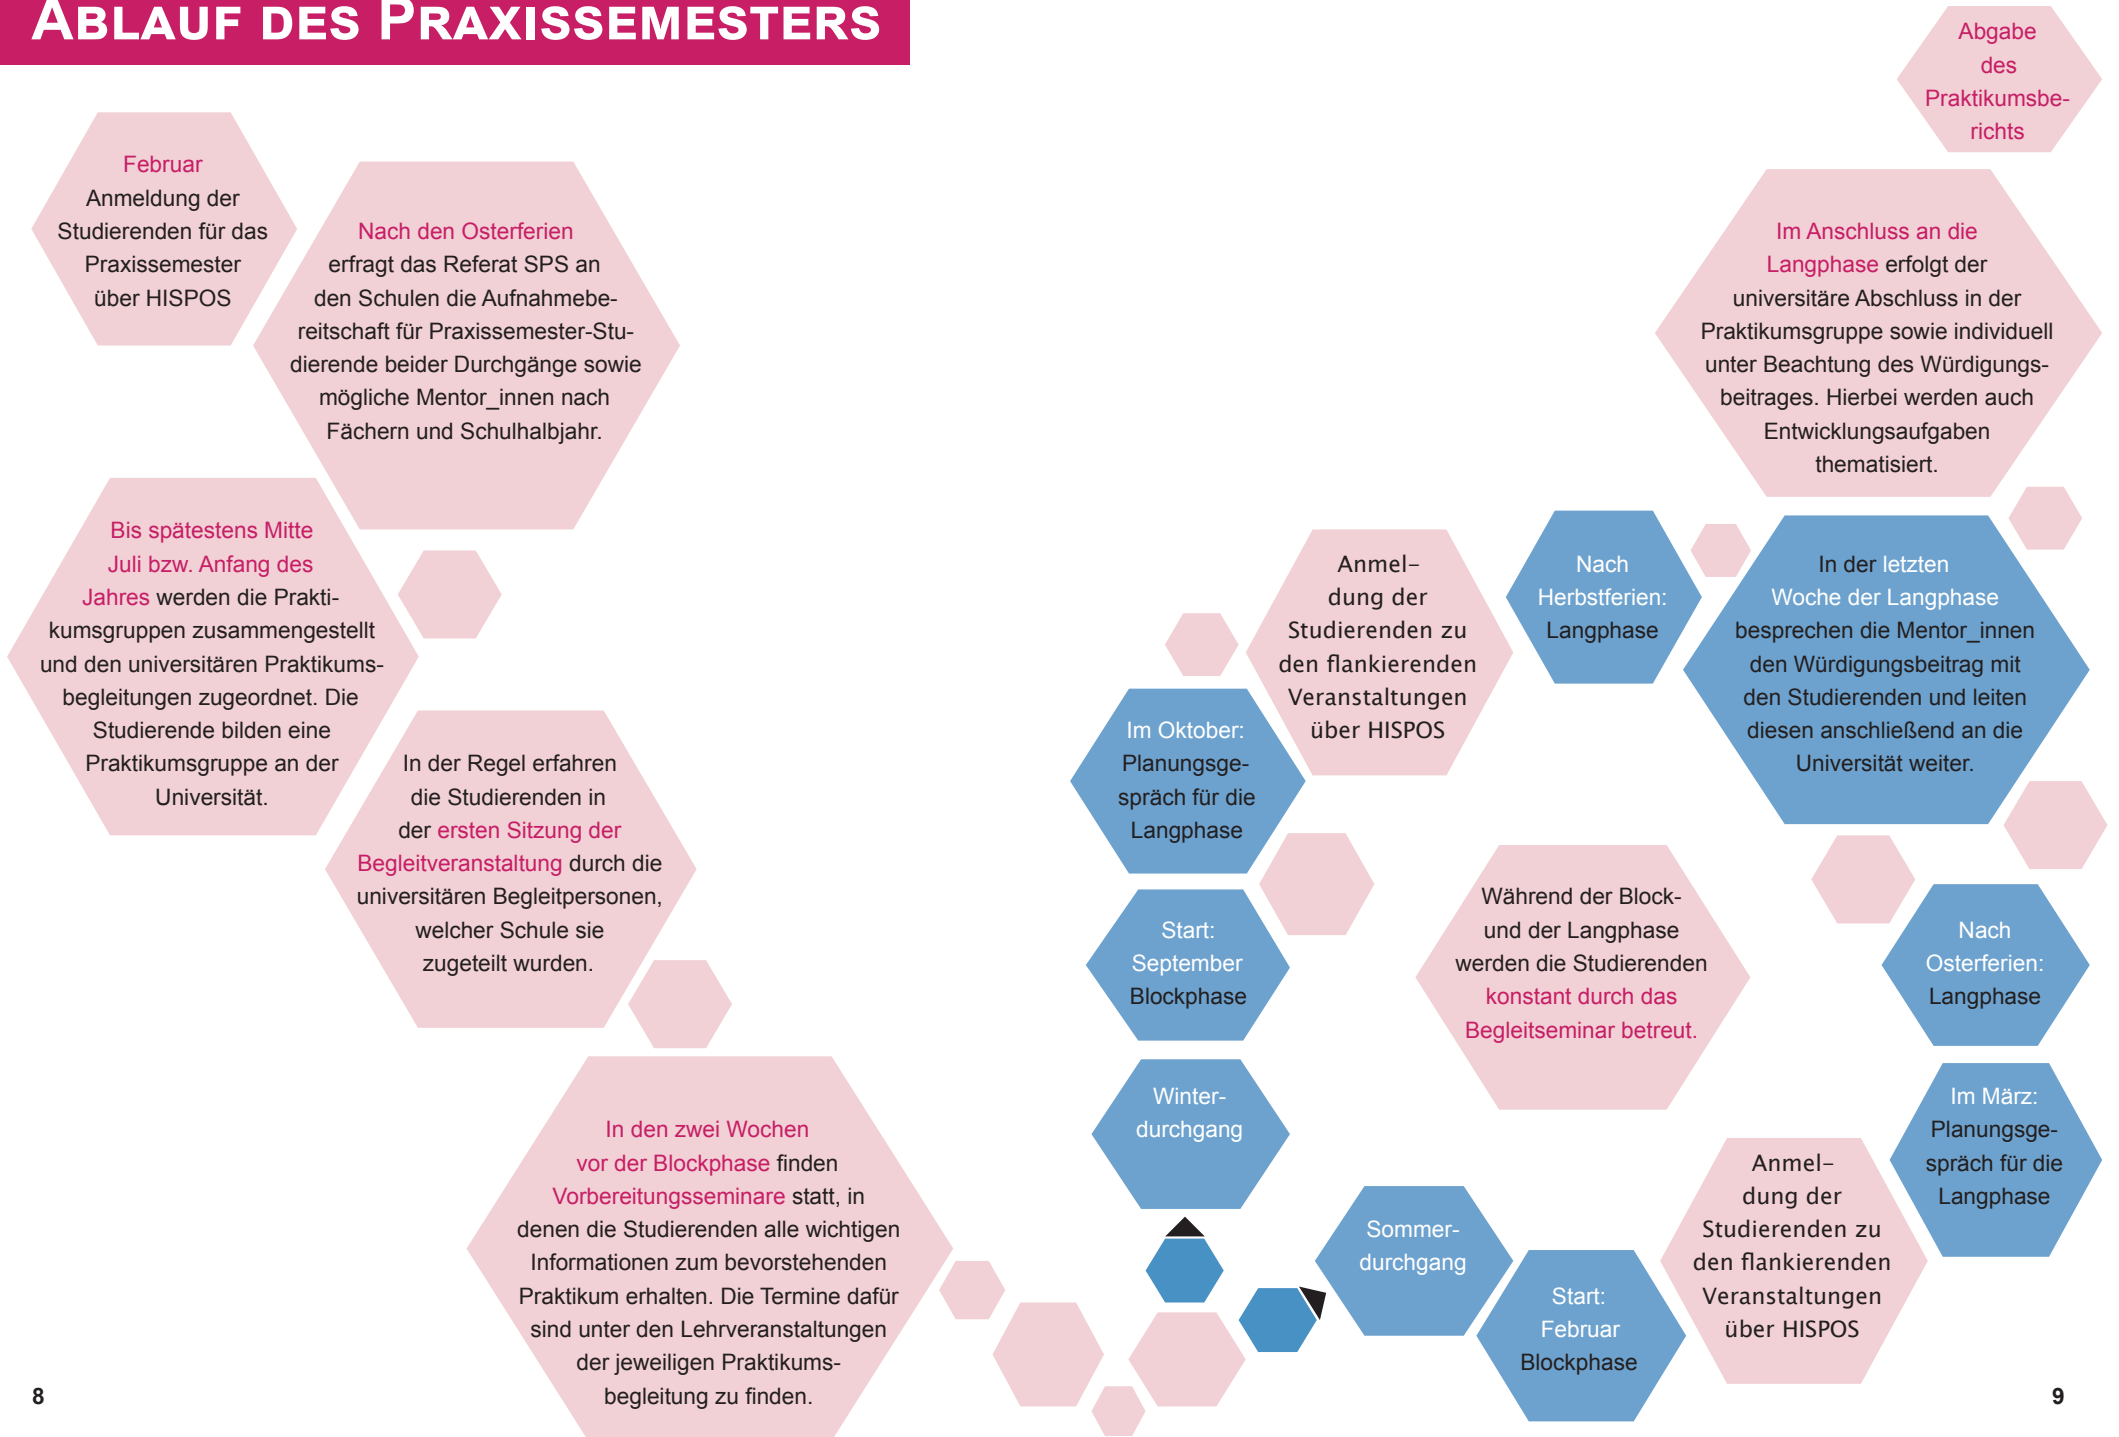 ABLAUF DES PRAXISSEMESTERS
Februar
Anmeldung der
Studierenden für das
Praxissemester
über HISPOS
Nach den Osterferien
erfragt das Referat SPS an
den Schulen die Aufnahmebe-
reitschaft für Praxissemester-Stu-
dierende beider Durchgänge sowie
mögliche Mentor_innen nach
Fächern und Schulhalbjahr.
Bis spätestens Mitte
Juli bzw. Anfang des
Jahres werden die Prakti-
kumsgruppen zusammengestellt
und den universitären Praktikums-
begleitungen zugeordnet. Die
Studierende bilden eine
Praktikumsgruppe an der
Universität.
In der Regel erfahren
die Studierenden in
der ersten Sitzung der
Begleitveranstaltung durch die
universitären Begleitpersonen,
welcher Schule sie
zugeteilt wurden.
In den zwei Wochen
vor der Blockphase finden
Vorbereitungsseminare statt, in
denen die Studierenden alle wichtigen
Informationen zum bevorstehenden
Praktikum erhalten. Die Termine dafür
sind unter den Lehrveranstaltungen
der jeweiligen Praktikums-
begleitung zu finden.
8
Winter-
durchgang
Start:
September
Blockphase
Im Oktober:
Planungsge-
spräch für die
Langphase
Anmel-
dung der
Studierenden zu
den flankierenden
Veranstaltungen
über HISPOS
Nach
Herbstferien:
Langphase
Sommer-
durchgang
Start:
Februar
Blockphase
Anmel-
dung der
Studierenden zu
den flankierenden
Veranstaltungen
über HISPOS
Im März:
Planungsge-
spräch für die
Langphase
Nach
Osterferien:
Langphase
Während der Block-
und der Langphase
werden die Studierenden
konstant durch das
Begleitseminar betreut.
In der letzten
Woche der Langphase
besprechen die Mentor_innen
den Würdigungsbeitrag mit
den Studierenden und leiten
diesen anschließend an die
Universität weiter.
Im Anschluss an die
Langphase erfolgt der
universitäre Abschluss in der
Praktikumsgruppe sowie individuell
unter Beachtung des Würdigungs-
beitrages. Hierbei werden auch
Entwicklungsaufgaben
thematisiert.
Abgabe
des
Praktikumsbe-
richts
9